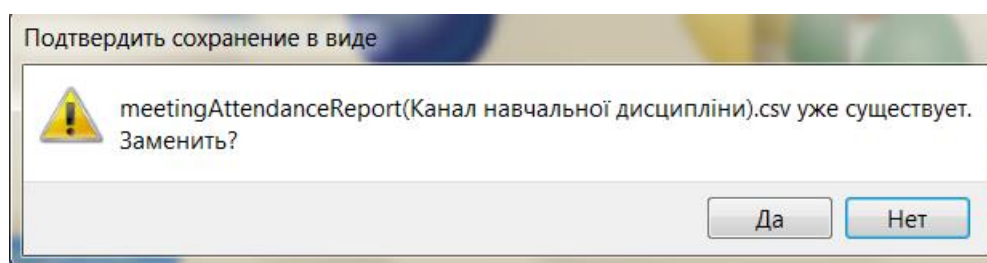 Подтвердить сохранение в виде
meetingAttendanceReport(Канал навчальної дисципліни).csv уже существует.
Заменить?
Да
Нет